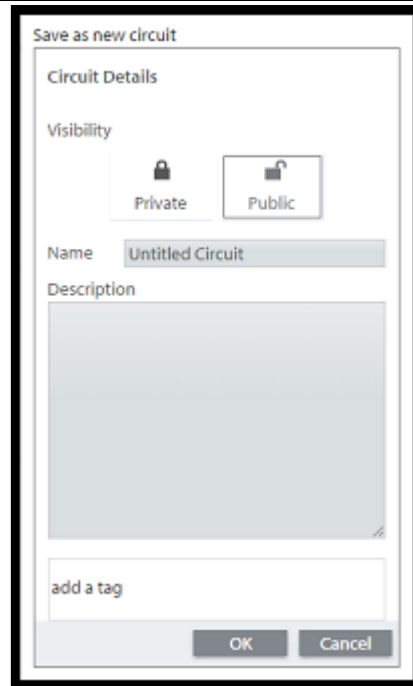 Save as new circuit
Circuit Details
Visibility
Private Public
Name Untitled Circuit
Description
add a tag
OK Cancel